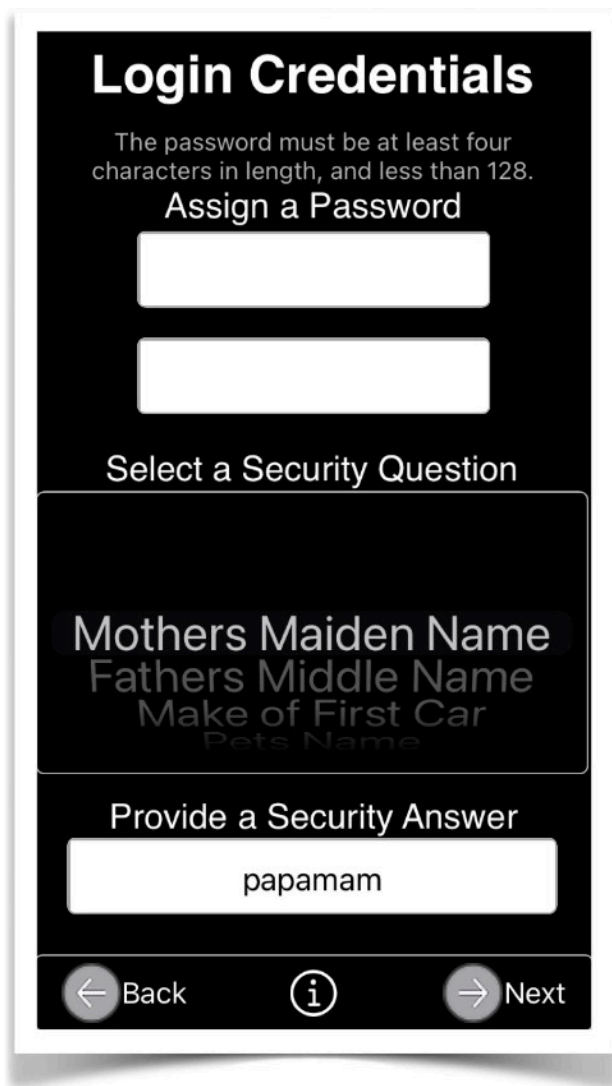 Login Credentials
The password must be at least four
characters in length, and less than 128.
Assign a Password
Select a Security Question
Mothers Maiden Name
Fathers Middle Name
Make of First Car
Pets Name
Provide a Security Answer
papamam
Back
Next